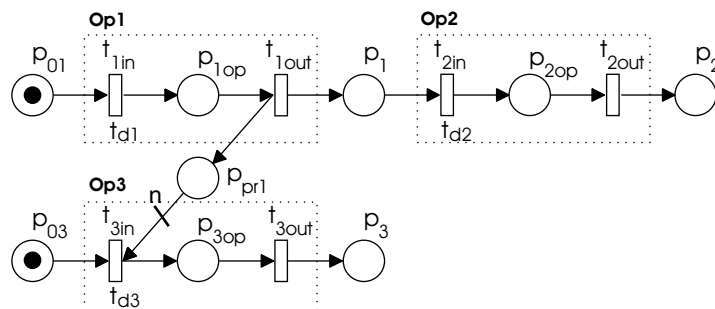 Op1
Op2
p01
t1in
p1op
t1out
p1
t2in
p2op
t2out
p2
td1
td2
Op3
ppr1
n
p03
t3in
p3op
t3out
p3
td3